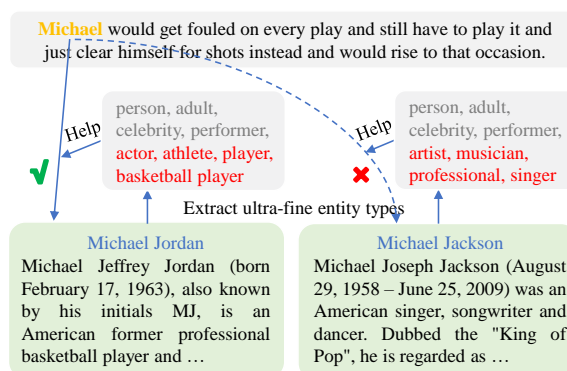 Michael would get fouled on every play and still have to play it and
just clear himself for shots instead and would rise to that occasion.
Help
person, adult,
celebrity, performer,
actor, athlete, player,
basketball player
Help
person, adult,
celebrity, performer,
artist, musician,
professional, singer
Extract ultra-fine entity types
Michael Jordan
Michael Jeffrey Jordan (born
February 17, 1963), also known
by his initials MJ, is an
American former professional
basketball player and …
Michael Jackson
Michael Joseph Jackson (August
29, 1958 – June 25, 2009) was an
American singer, songwriter and
dancer. Dubbed the "King of
Pop", he is regarded as …